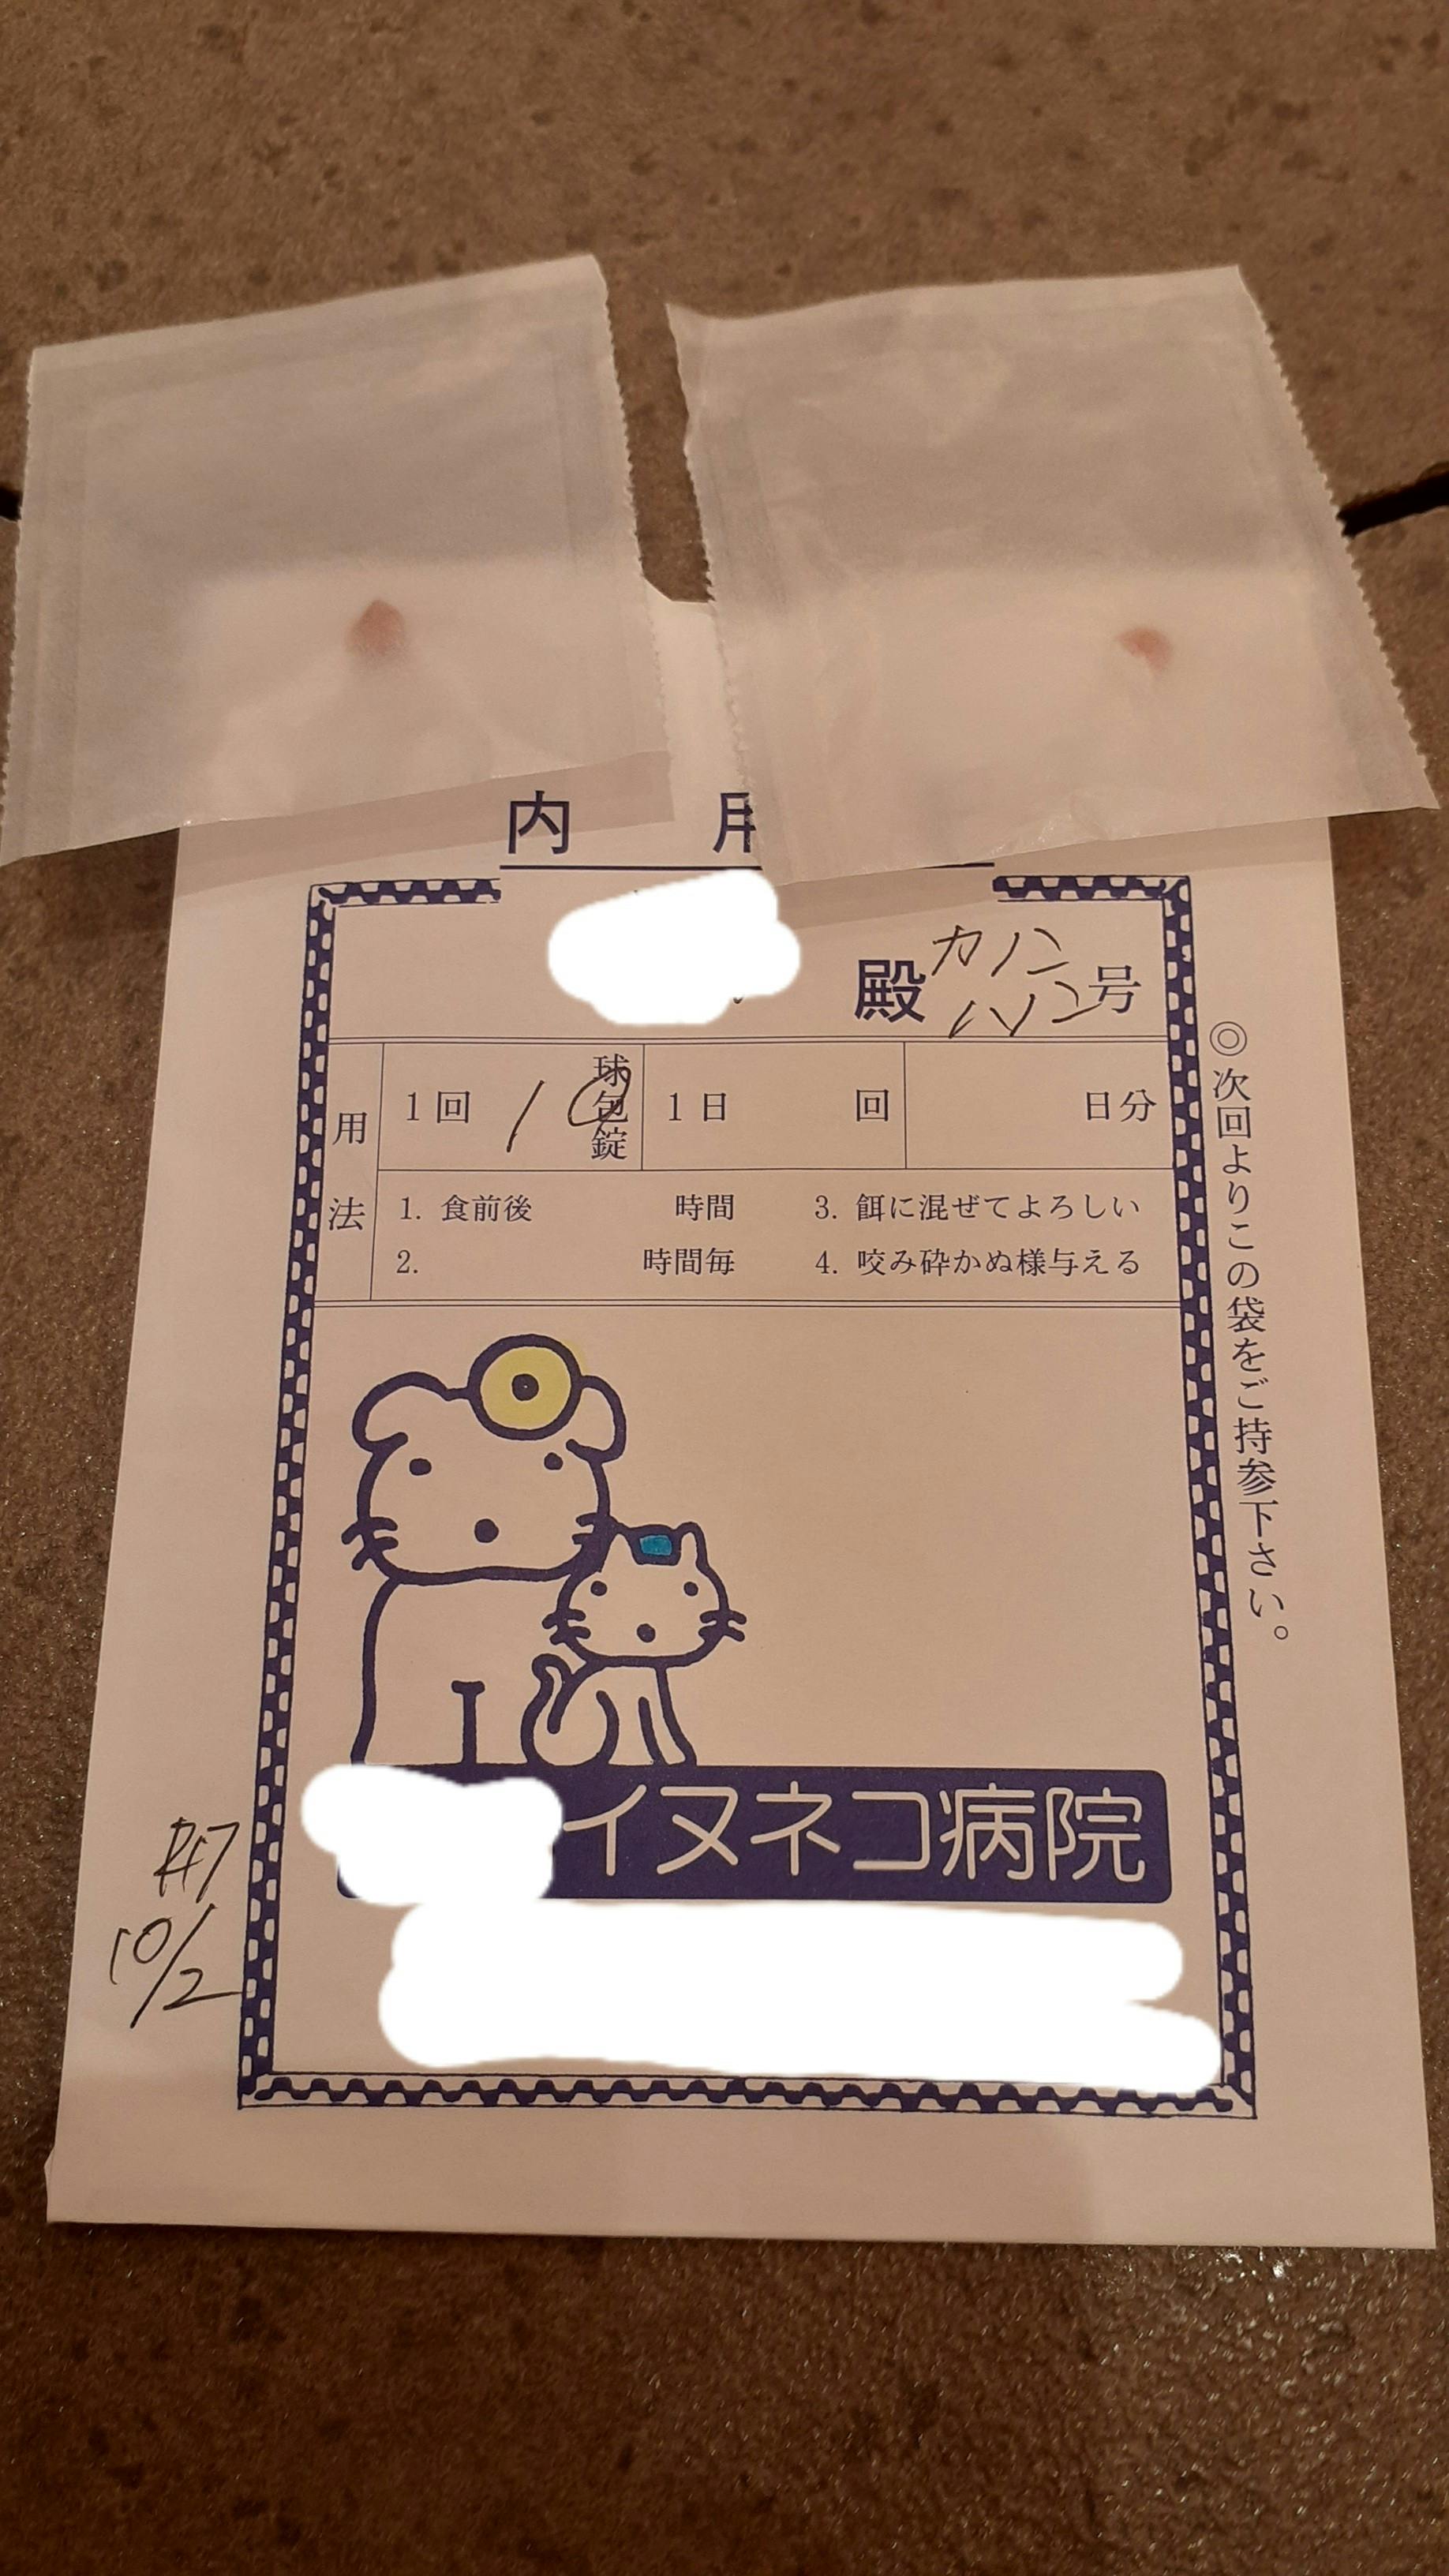 内 用
殿 カノン
ハン 号
用法
1回 1 球包錠 1日 回 日分
1. 食前後 時間 3. 餌に混ぜてよろしい
2. 時間毎 4. 咬み砕かぬ様与える
◎次回よりこの袋をご持参下さい。
イヌネコ病院
R7
10/2